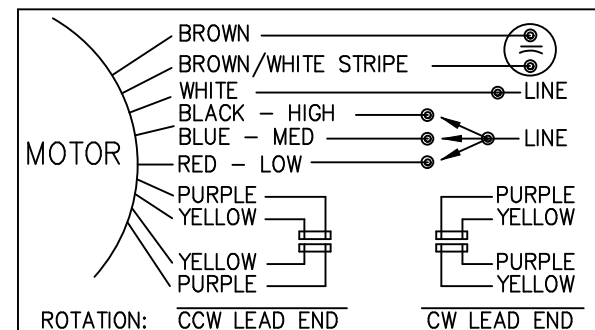 BROWN
BROWN/WHITE STRIPE
WHITE LINE
BLACK - HIGH
BLUE - MED LINE
MOTOR
RED - LOW
PURPLE PURPLE
YELLOW YELLOW
YELLOW PURPLE
PURPLE YELLOW
ROTATION: CCW LEAD END CW LEAD END